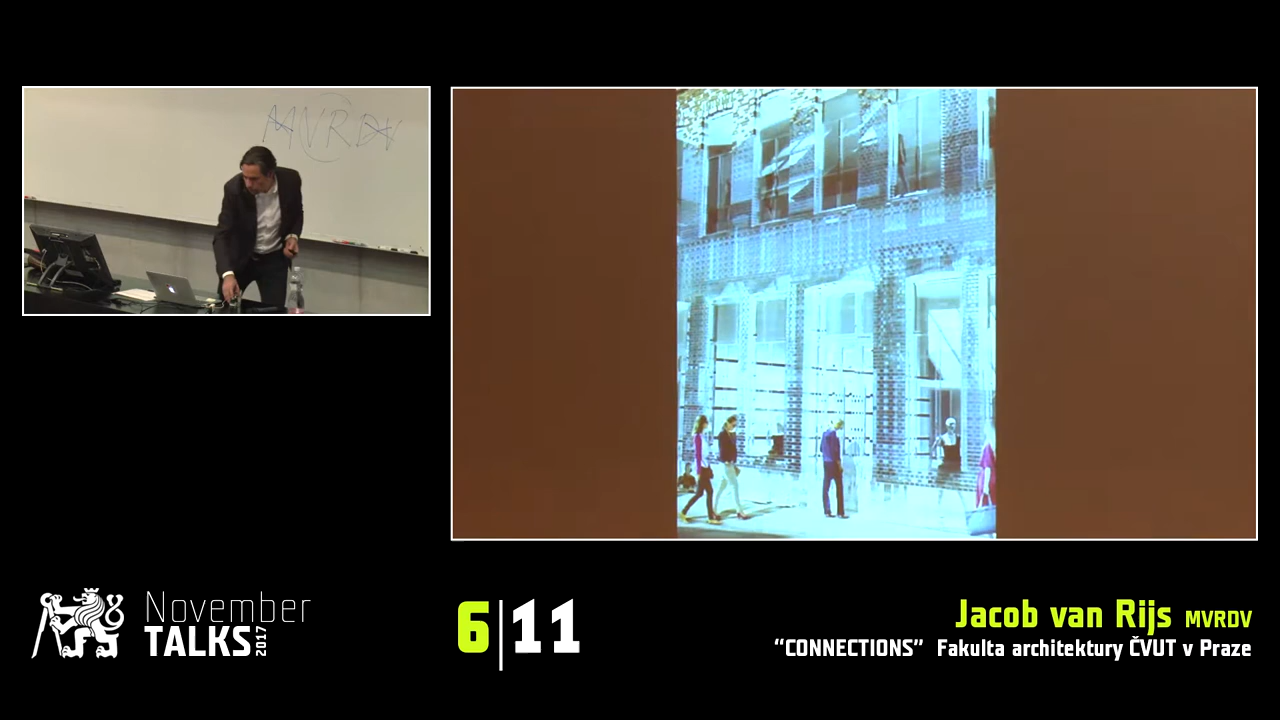 MVRDV
November
TALKS 2017
6|11
Jacob van Rijs MVRDV
“CONNECTIONS” Fakulta architektury ČVUT v Praze